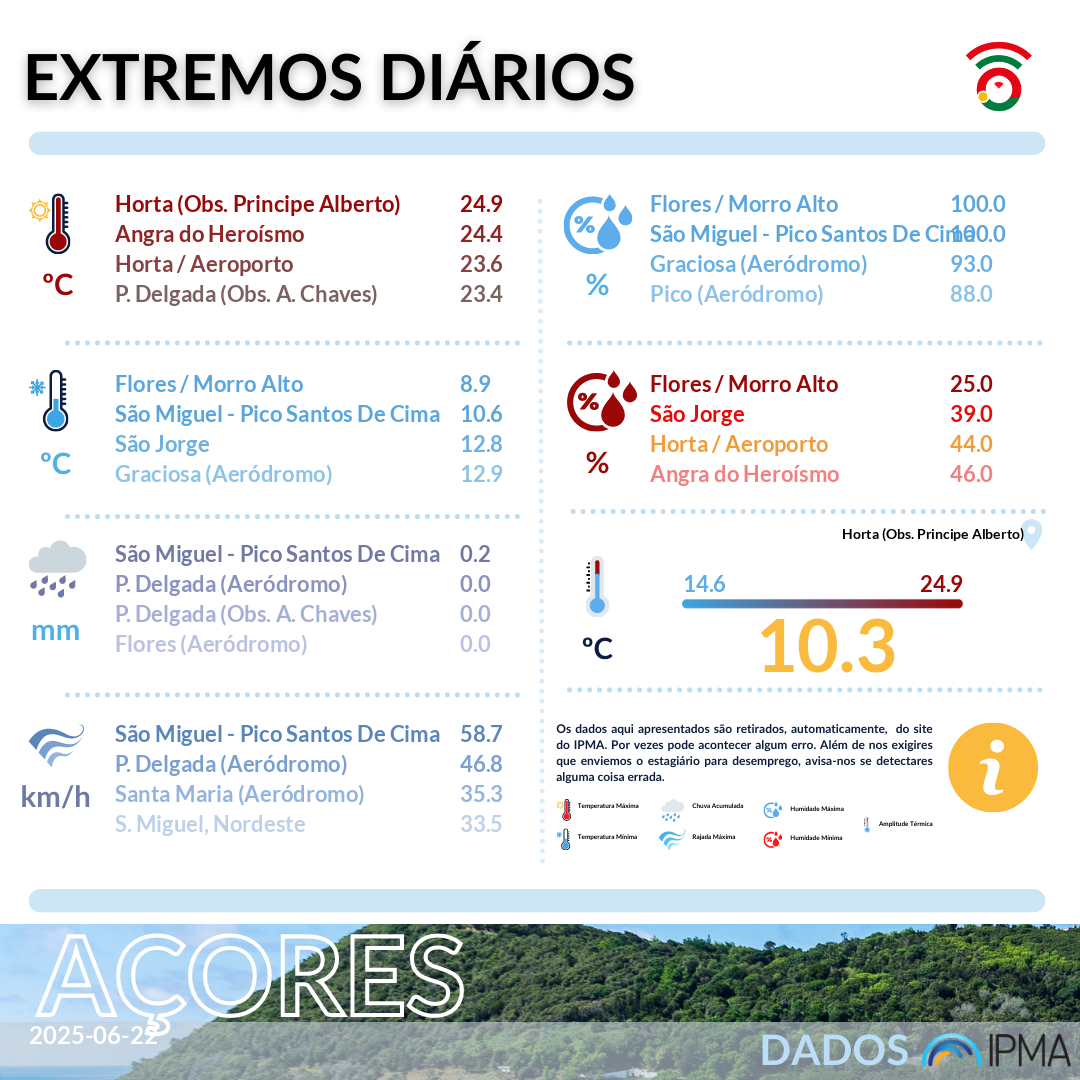 EXTREMOS DIÁRIOS
Horta (Obs. Principe Alberto) 24.9
Angra do Heroísmo 24.4
Horta / Aeroporto 23.6
P. Delgada (Obs. A. Chaves) 23.4
ºC
Flores / Morro Alto 8.9
São Miguel - Pico Santos De Cima 10.6
São Jorge 12.8
Graciosa (Aeródromo) 12.9
ºC
São Miguel - Pico Santos De Cima 0.2
P. Delgada (Aeródromo) 0.0
P. Delgada (Obs. A. Chaves) 0.0
Flores (Aeródromo) 0.0
mm
São Miguel - Pico Santos De Cima 58.7
P. Delgada (Aeródromo) 46.8
Santa Maria (Aeródromo) 35.3
S. Miguel, Nordeste 33.5
km/h
%
Flores / Morro Alto 100.0
São Miguel - Pico Santos De Cima 100.0
Graciosa (Aeródromo) 93.0
Pico (Aeródromo) 88.0
%
%
Flores / Morro Alto 25.0
São Jorge 39.0
Horta / Aeroporto 44.0
Angra do Heroísmo 46.0
%
Horta (Obs. Principe Alberto)
14.6 24.9
ºC
10.3
Os dados aqui apresentados são retirados, automaticamente, do site
do IPMA. Por vezes pode acontecer algum erro. Além de nos exigires
que enviemos o estagiário para desemprego, avisa-nos se detectares
alguma coisa errada.
i
Temperatura Máxima
Chuva Acumulada
Humidade Máxima
Amplitude Térmica
Temperatura Mínima
Rajada Máxima
Humidade Mínima
AÇORES
2025-06-22
DADOS IPMA